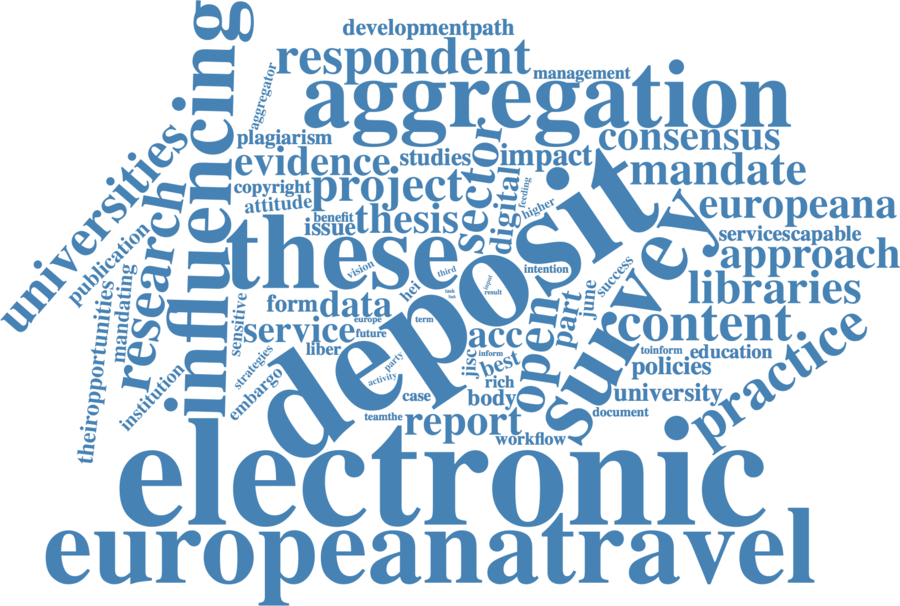 developmentpath
respondent
management
aggregation
aggregator
influencing
plagiarism
consensus
universities
evidence
studies
impact
mandate
copyright
project
sector
digital
feeding
attitude
benefit
thesis
higher
europeana
issue
research
publication
these
deposit
survey
servicescapable
approach
vision
third
intention
hei
task
bab
import
result
success
libraries
theiropportunities
mandating
sensitive
form
data
europe
term
june
part
open
content
service
future
acc
liber
strategies
party
activity
jisc
inform
best
toinform
education
policies
practice
institution
embargo
case
rich
body
university
teamthe
report
document
workflow
electronic
europeanatravel